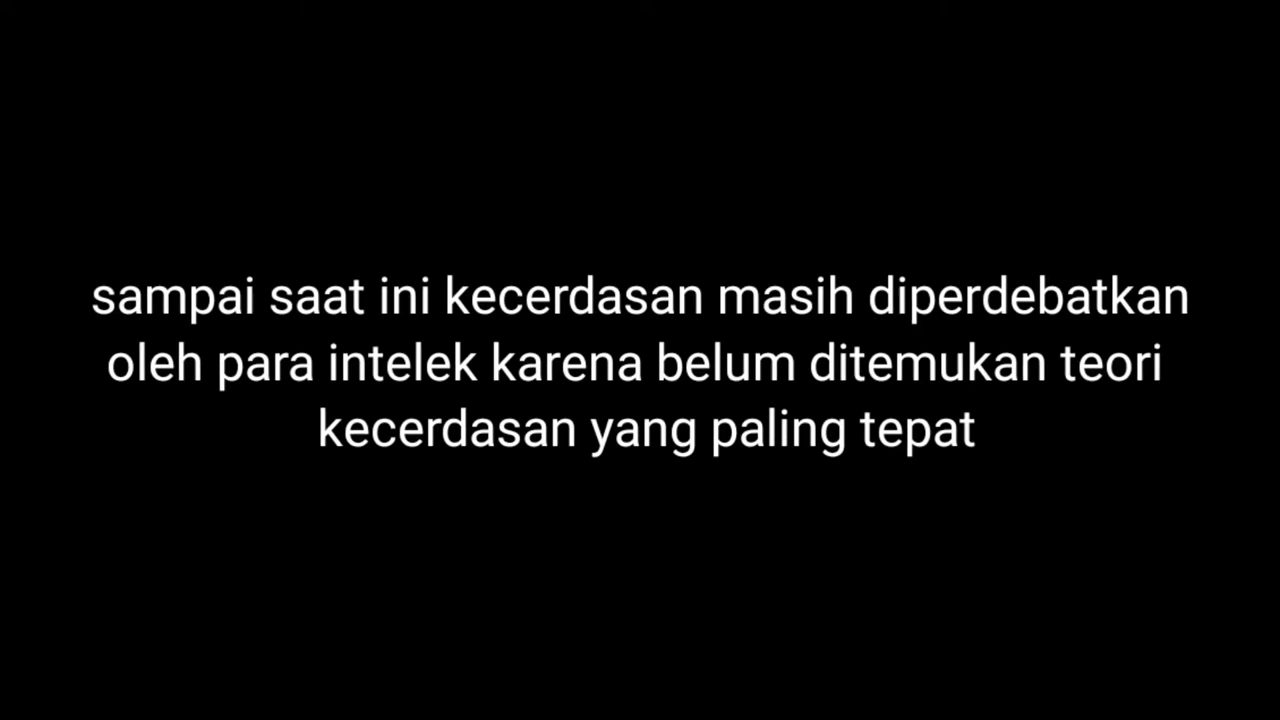 sampai saat ini kecerdasan masih diperdebatkan
oleh para intelek karena belum ditemukan teori
kecerdasan yang paling tepat